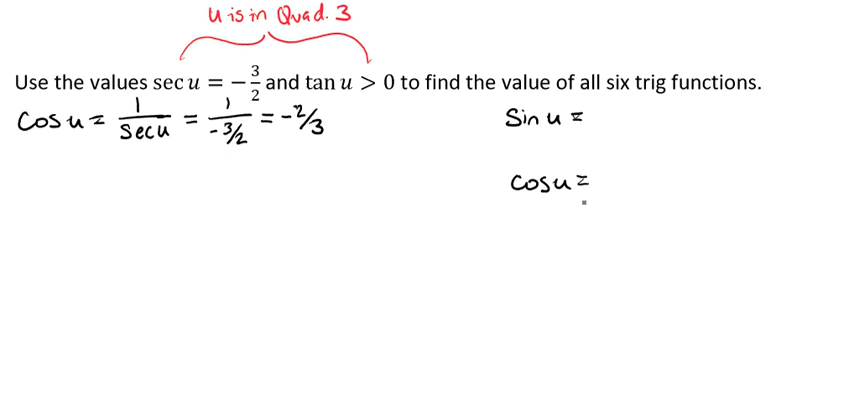 u is in Quad. 3
Use the values sec u = −3/2 and tan u > 0 to find the value of all six trig functions.
Cos u = 1/Sec u = 1/-3/2 = -2/3
Sin u =
Cos u =